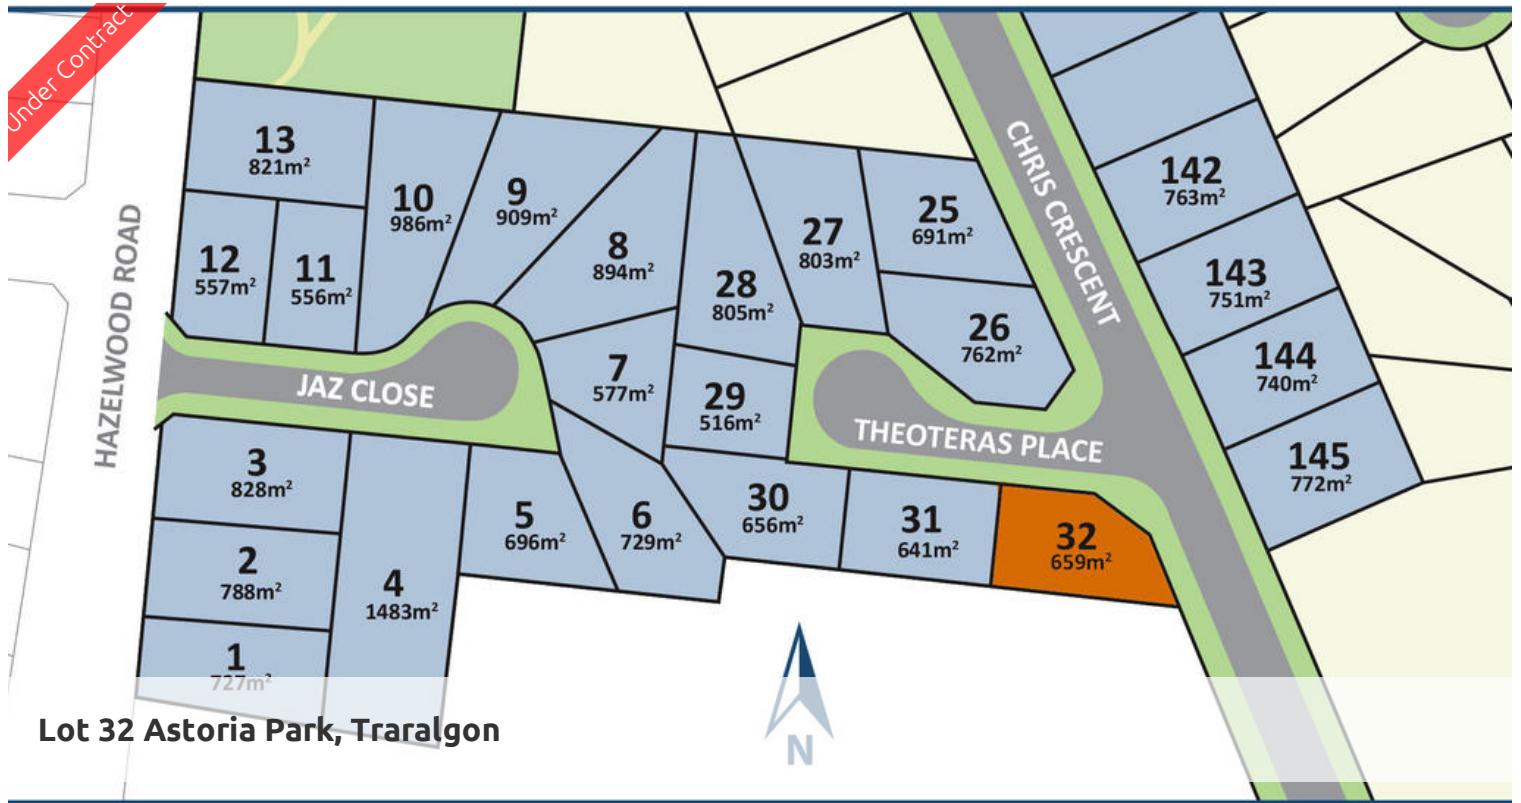 Under Contract
HAZELWOOD ROAD
JAZ CLOSE
THEOTERAS PLACE
CHRIS CRESCENT
13
821m²
12
557m²
11
556m²
10
986m²
9
909m²
8
894m²
7
577m²
28
805m²
27
803m²
25
691m²
26
762m²
29
516m²
142
763m²
143
751m²
144
740m²
145
772m²
3
828m²
2
788m²
1
727m²
4
1483m²
5
696m²
6
729m²
30
656m²
31
641m²
32
659m²
N
Lot 32 Astoria Park, Traralgon